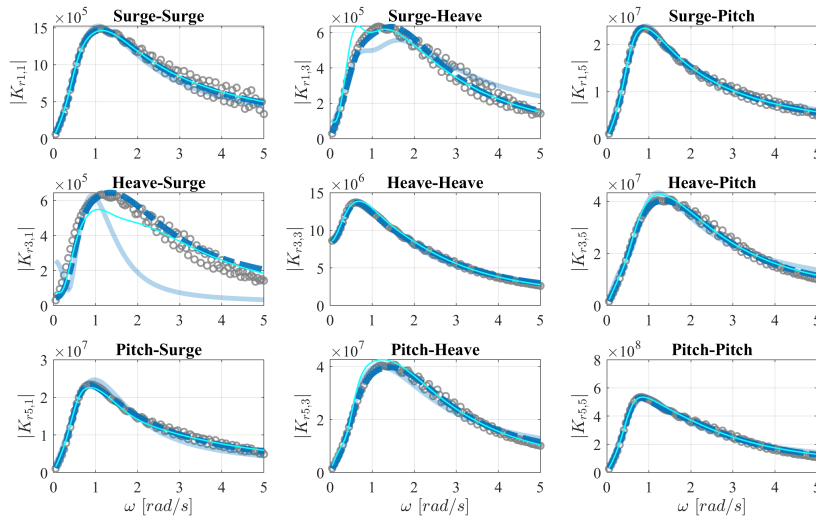 Surge-Surge Surge-Heave Surge-Pitch
×10^5 ×10^5 ×10^7
|K_{r1,1}| |K_{r1,3}| |K_{r1,5}|
15 10 5 0
6 4 2 0
2 1 0
0 1 2 3 4 5 0 1 2 3 4 5 0 1 2 3 4 5
Heave-Surge Heave-Heave Heave-Pitch
×10^5 ×10^6 ×10^7
|K_{r3,1}| |K_{r3,3}| |K_{r3,5}|
6 4 2 0
15 10 5 0
4 2 0
0 1 2 3 4 5 0 1 2 3 4 5 0 1 2 3 4 5
Pitch-Surge Pitch-Heave Pitch-Pitch
×10^7 ×10^7 ×10^8
|K_{r5,1}| |K_{r5,3}| |K_{r5,5}|
3 2 1 0
4 2 0
8 6 4 2 0
0 1 2 3 4 5 0 1 2 3 4 5 0 1 2 3 4 5
ω [rad/s] ω [rad/s] ω [rad/s]